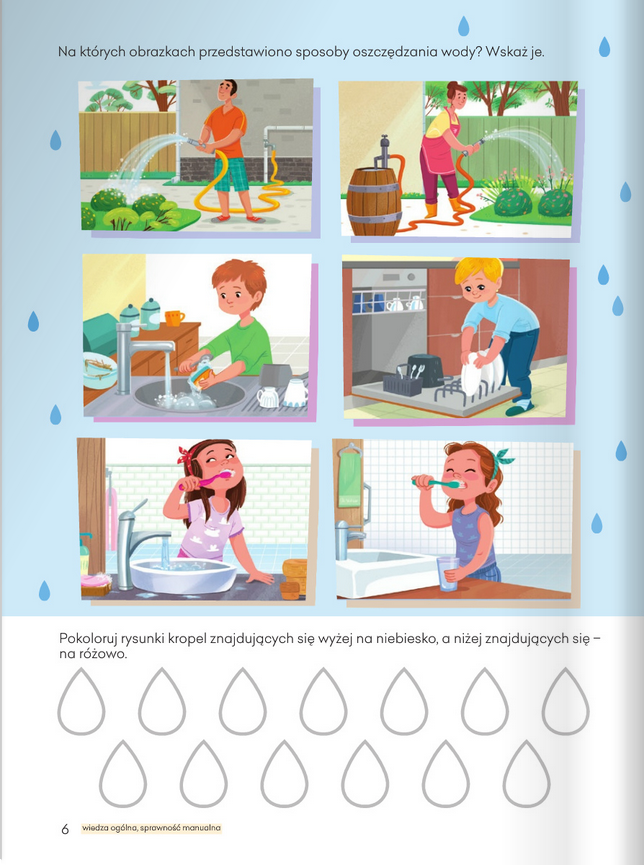 Na których obrazkach przedstawiono sposoby oszczędzania wody? Wskaż je.
Pokoloruj rysunki kropel znajdujących się wyżej na niebiesko, a niżej znajdujących się –
na różowo.
6 wiedza ogólna, sprawność manualna